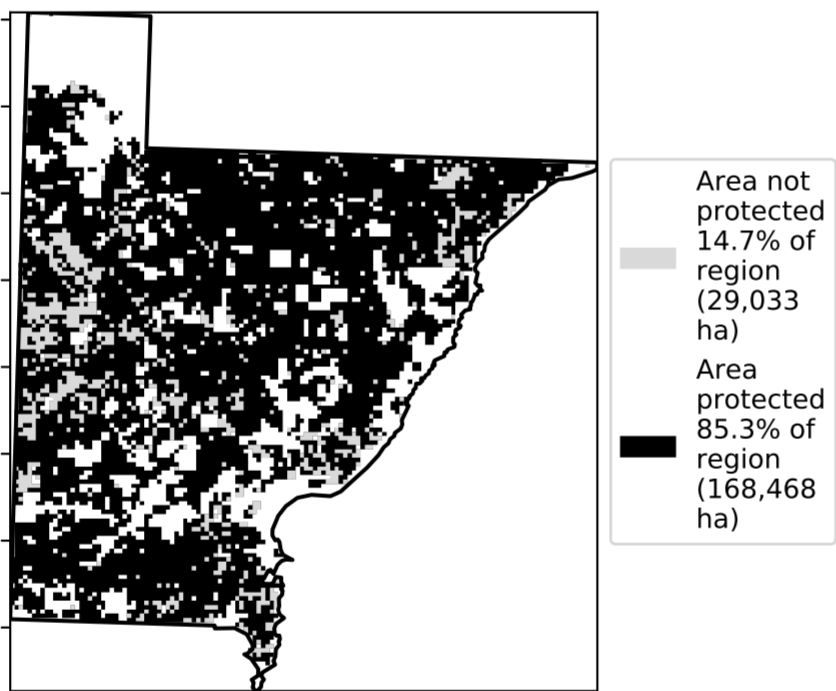 Area not
protected
14.7% of
region
(29,033
ha)
Area
protected
85.3% of
region
(168,468
ha)